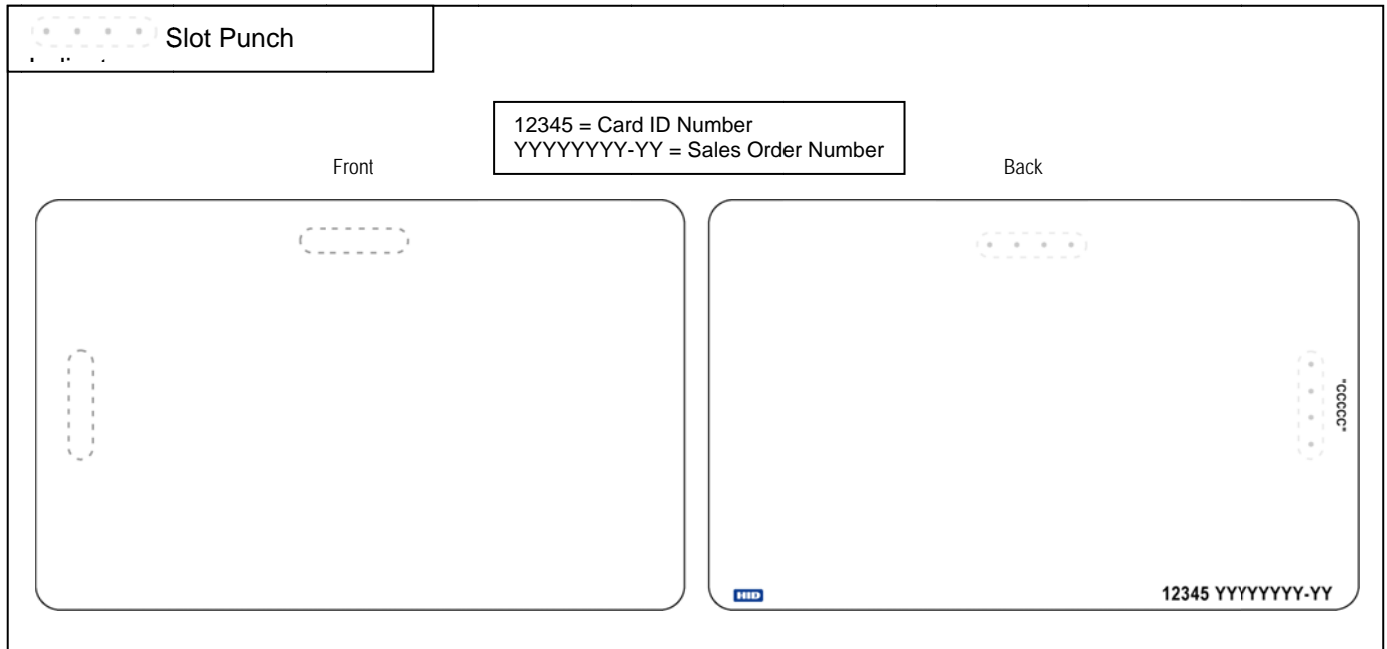 Slot Punch
12345 = Card ID Number
YYYYYYYY-YY = Sales Order Number
Front
Back
"CCCCC"
HID
12345 YYYYYYYY-YY